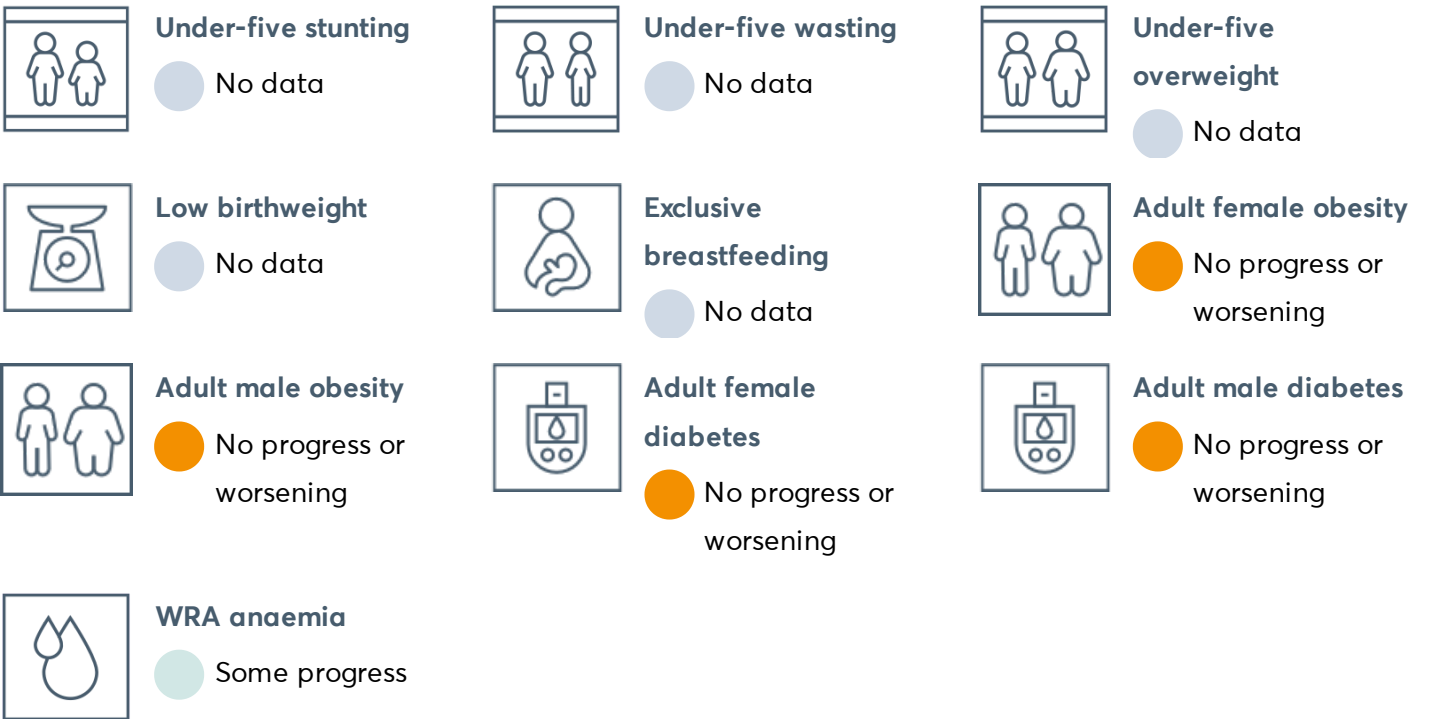 Under-five stunting
No data
Under-five wasting
No data
Under-five
overweight
No data
Low birthweight
No data
Exclusive
breastfeeding
No data
Adult female obesity
No progress or
worsening
Adult male obesity
No progress or
worsening
Adult female
diabetes
No progress or
worsening
Adult male diabetes
No progress or
worsening
WRA anaemia
Some progress